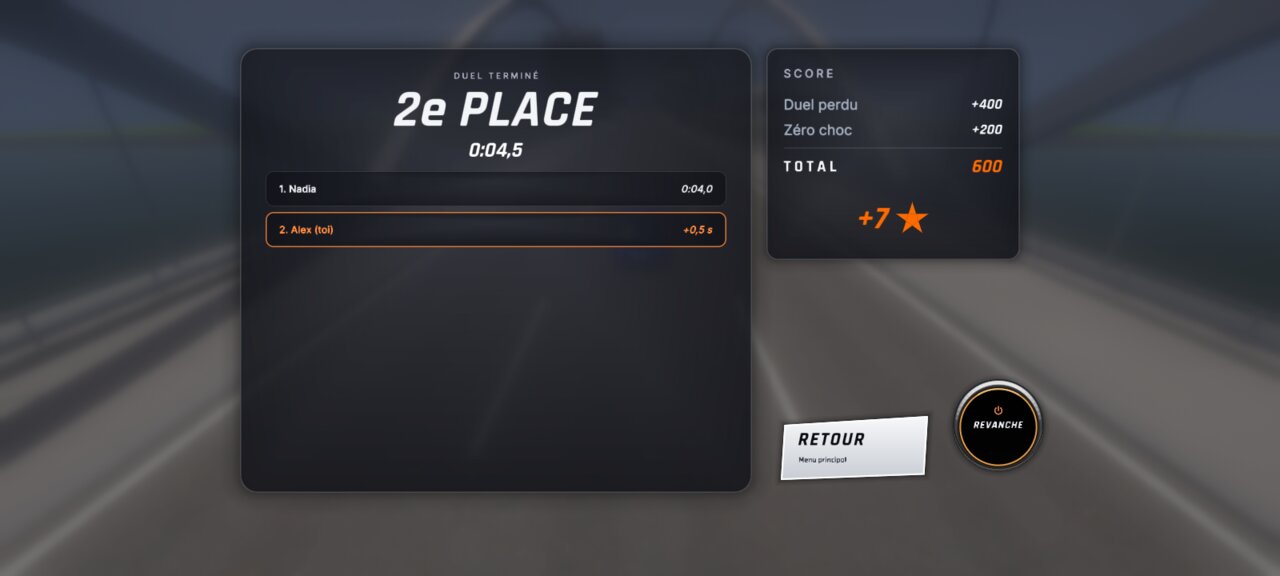 DUEL TERMINÉ
2e PLACE
0:04,5
1. Nadia 0:04,0
2. Alex (toi) +0,5 s
SCORE
Duel perdu +400
Zéro choc +200
TOTAL 600
+7
RETOUR
Menu principal
REVANCHE